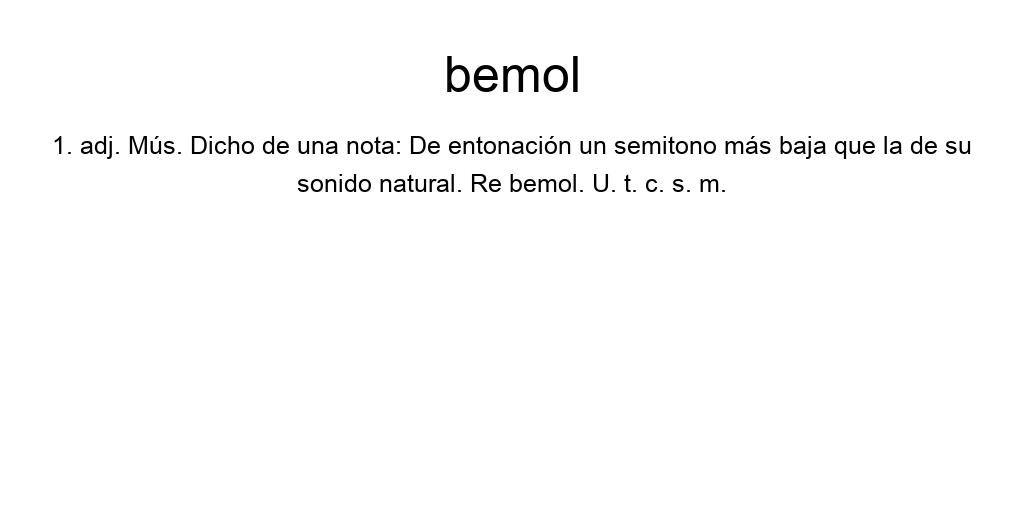 bemol
1. adj. Mús. Dicho de una nota: De entonación un semitono más baja que la de su
sonido natural. Re bemol. U. t. c. s. m.